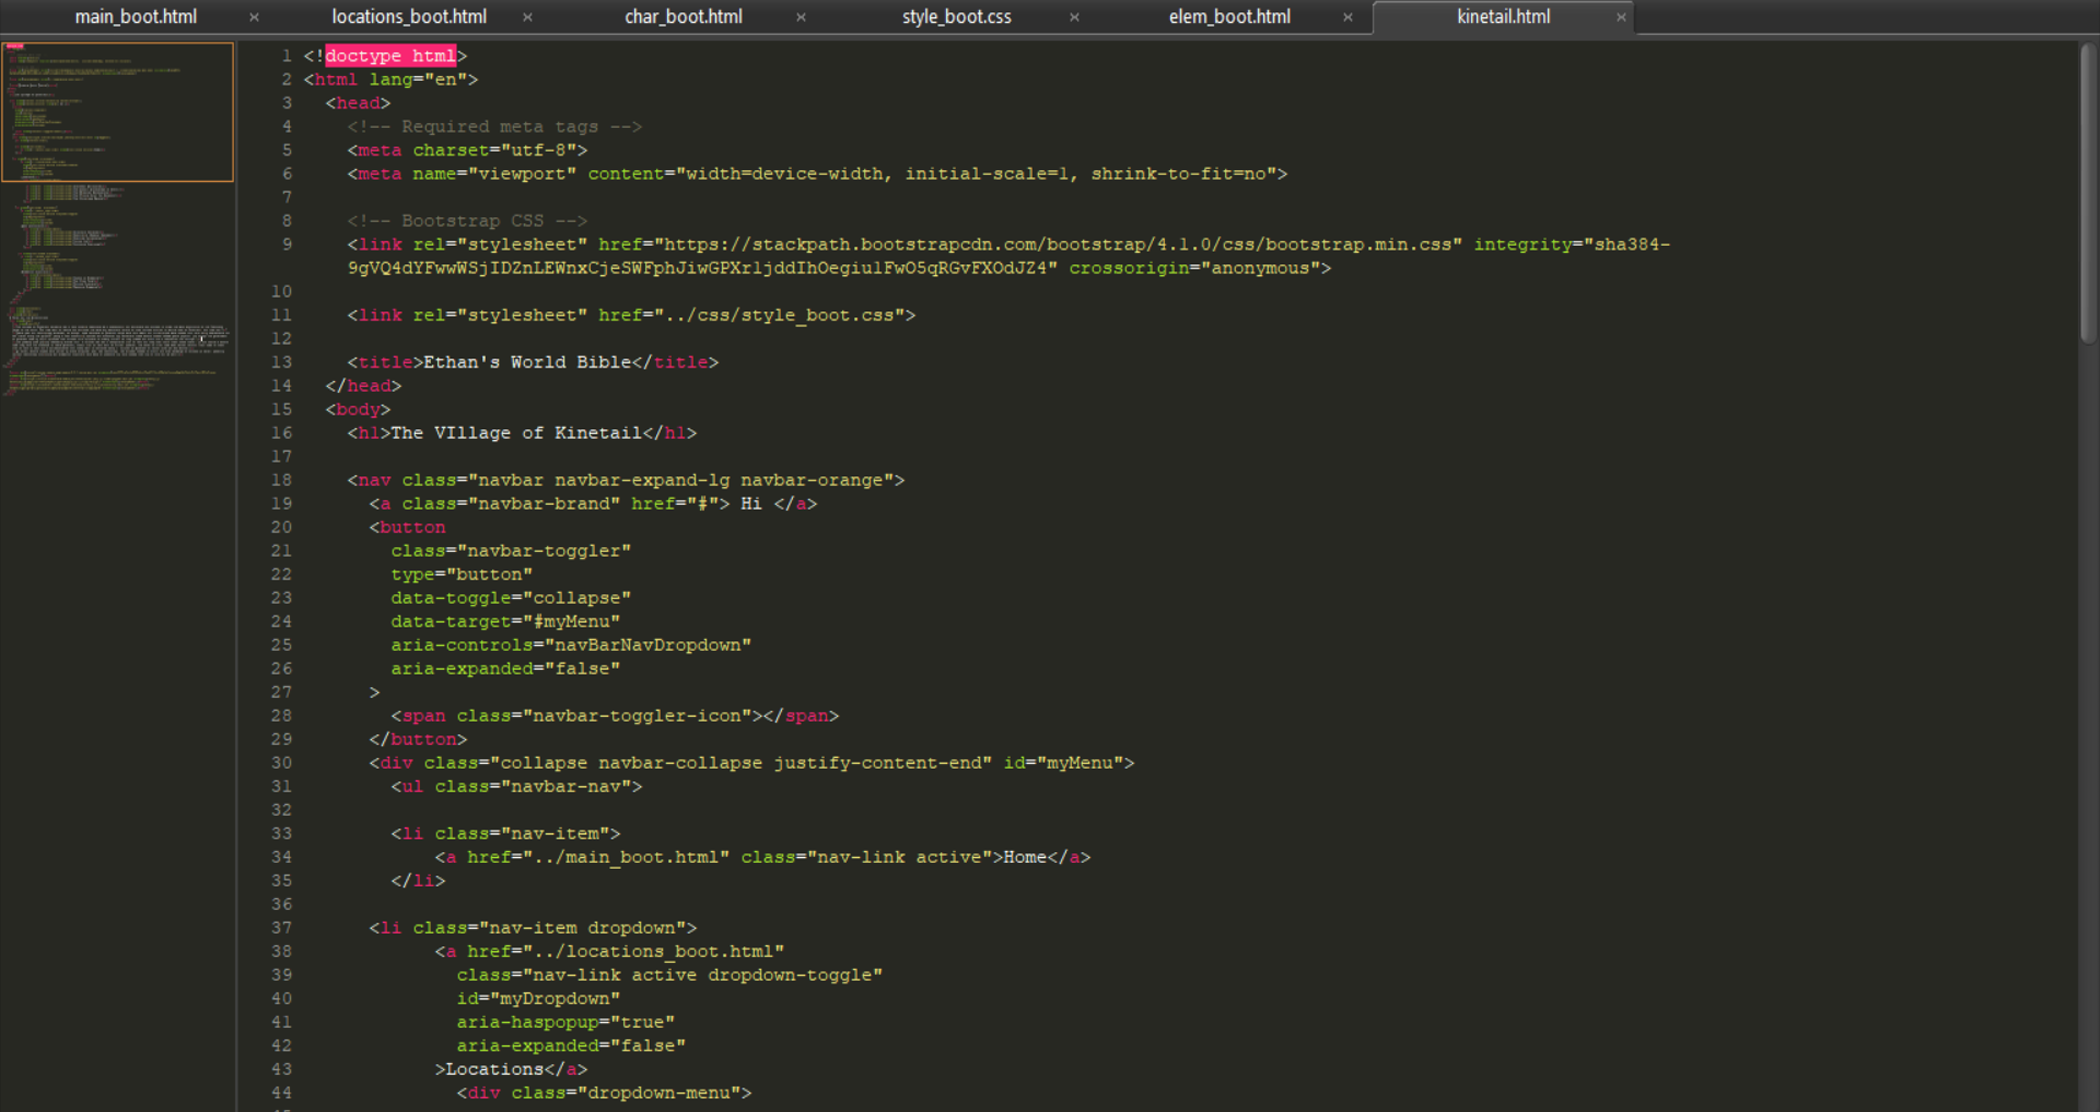 main_boot.html × locations_boot.html × char_boot.html × style_boot.css × elem_boot.html × kinetail.html ×
1 <!doctype html>
2 <html lang="en">
3 <head>
4 <!-- Required meta tags -->
5 <meta charset="utf-8">
6 <meta name="viewport" content="width=device-width, initial-scale=1, shrink-to-fit=no">
7
8 <!-- Bootstrap CSS -->
9 <link rel="stylesheet" href="https://stackpath.bootstrapcdn.com/bootstrap/4.1.0/css/bootstrap.min.css" integrity="sha384-
9gVQ4dYFwwWSjIDZnLEWnxCjeSWFphJiwGPXr1jddIhOegiu1FwO5qRGvFXOdJZ4" crossorigin="anonymous">
10
11 <link rel="stylesheet" href="../css/style_boot.css">
12
13 <title>Ethan's World Bible</title>
14 </head>
15 <body>
16 <h1>The VIllage of Kinetail</h1>
17
18 <nav class="navbar navbar-expand-lg navbar-orange">
19 <a class="navbar-brand" href="#"> Hi </a>
20 <button
21 class="navbar-toggler"
22 type="button"
23 data-toggle="collapse"
24 data-target="#myMenu"
25 aria-controls="navBarNavDropdown"
26 aria-expanded="false"
27 >
28 <span class="navbar-toggler-icon"></span>
29 </button>
30 <div class="collapse navbar-collapse justify-content-end" id="myMenu">
31 <ul class="navbar-nav">
32
33 <li class="nav-item">
34 <a href="../main_boot.html" class="nav-link active">Home</a>
35 </li>
36
37 <li class="nav-item dropdown">
38 <a href="../locations_boot.html"
39 class="nav-link active dropdown-toggle"
40 id="myDropdown"
41 aria-haspopup="true"
42 aria-expanded="false"
43 >Locations</a>
44 <div class="dropdown-menu">